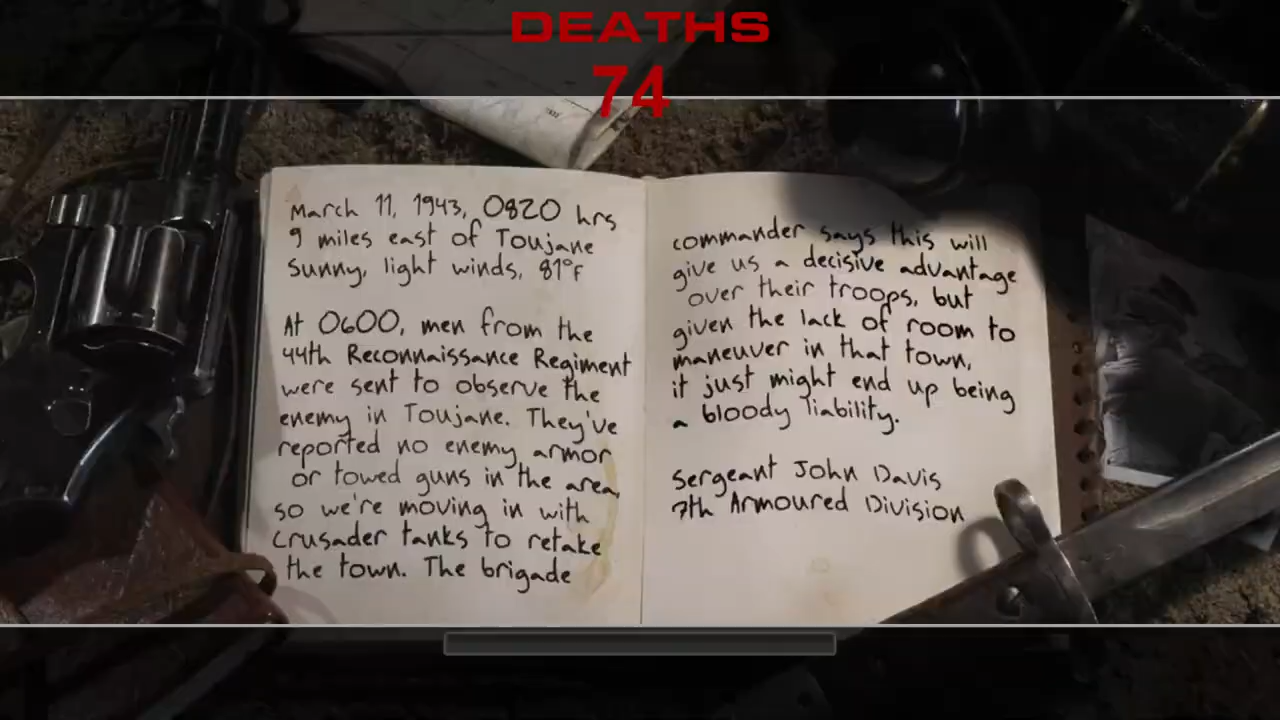 DEATHS
74
March 11, 1943, 0820 hrs
9 miles east of Toujane
Sunny, light winds, 81°F
At 0600, men from the
44th Reconnaissance Regiment
were sent to observe the
enemy in Toujane. They've
reported no enemy armor
or towed guns in the area,
so we're moving in with
Crusader tanks to retake
the town. The brigade
commander says this will
give us a decisive advantage
over their troops, but
given the lack of room to
maneuver in that town,
it just might end up being
a bloody liability.
Sergeant John Davis
7th Armoured Division